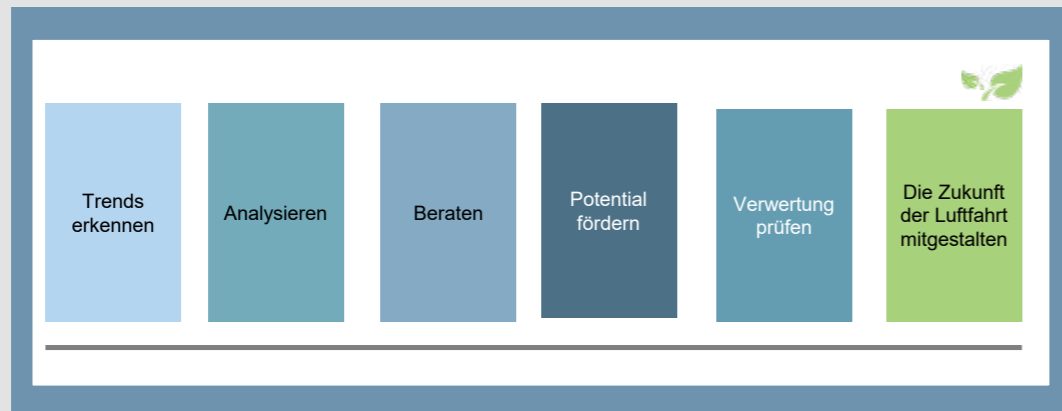 Trends
erkennen
Analysieren
Beraten
Potential
fördern
Verwertung
prüfen
Die Zukunft
der Luftfahrt
mitgestalten